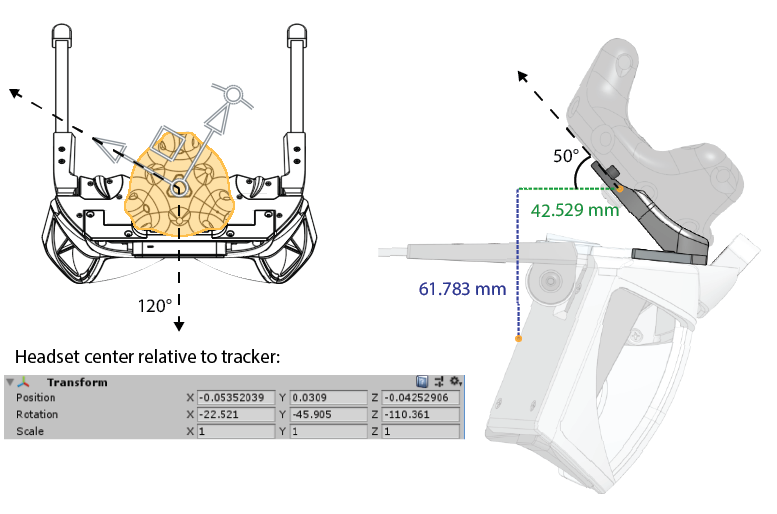 50°
42.529 mm
61.783 mm
120°
Headset center relative to tracker:
Transform
Position X -0.05352039 Y 0.0309 Z -0.04252906
Rotation X -22.521 Y -45.905 Z -110.361
Scale X 1 Y 1 Z 1